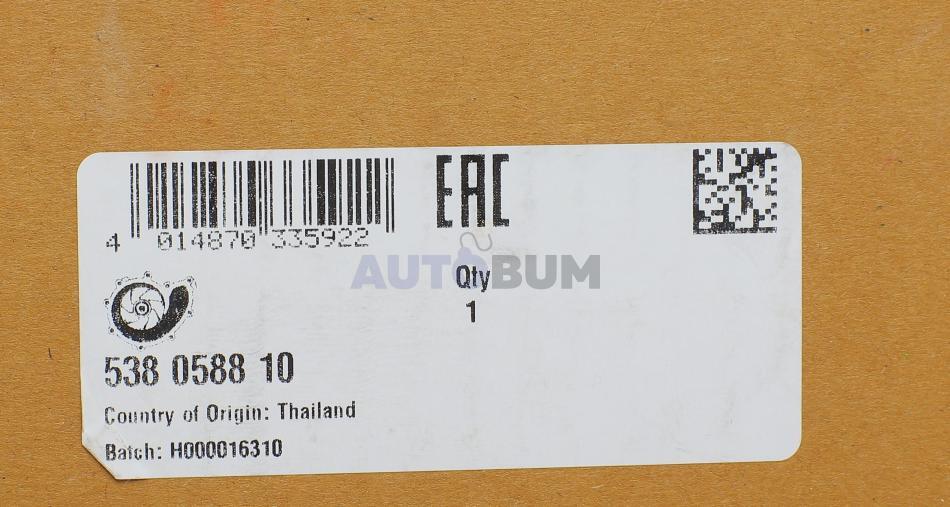 4 014870 335922
EAC
AUTOBUM
Qty
1
538 0588 10
Country of Origin: Thailand
Batch: H000016310